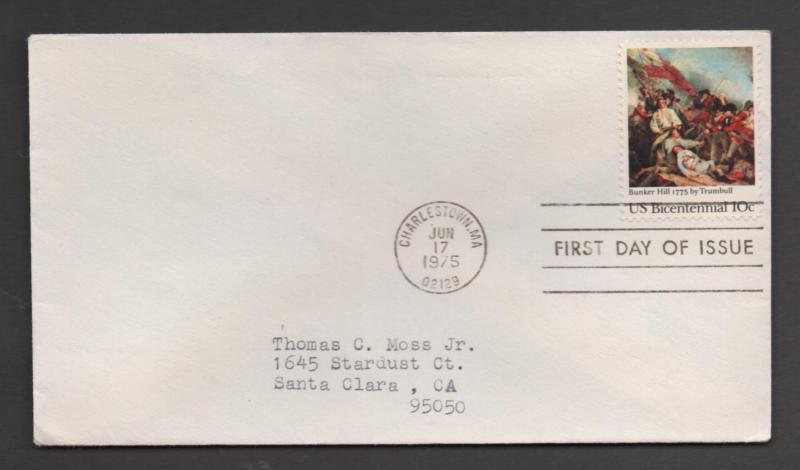 Bunker Hill 1775 by Trumbull
US Bicentennial 10c
CHARLESTOWN, MA
JUN
17
1975
02129
FIRST DAY OF ISSUE
Thomas C. Moss Jr.
1645 Stardust Ct.
Santa Clara , CA
95050